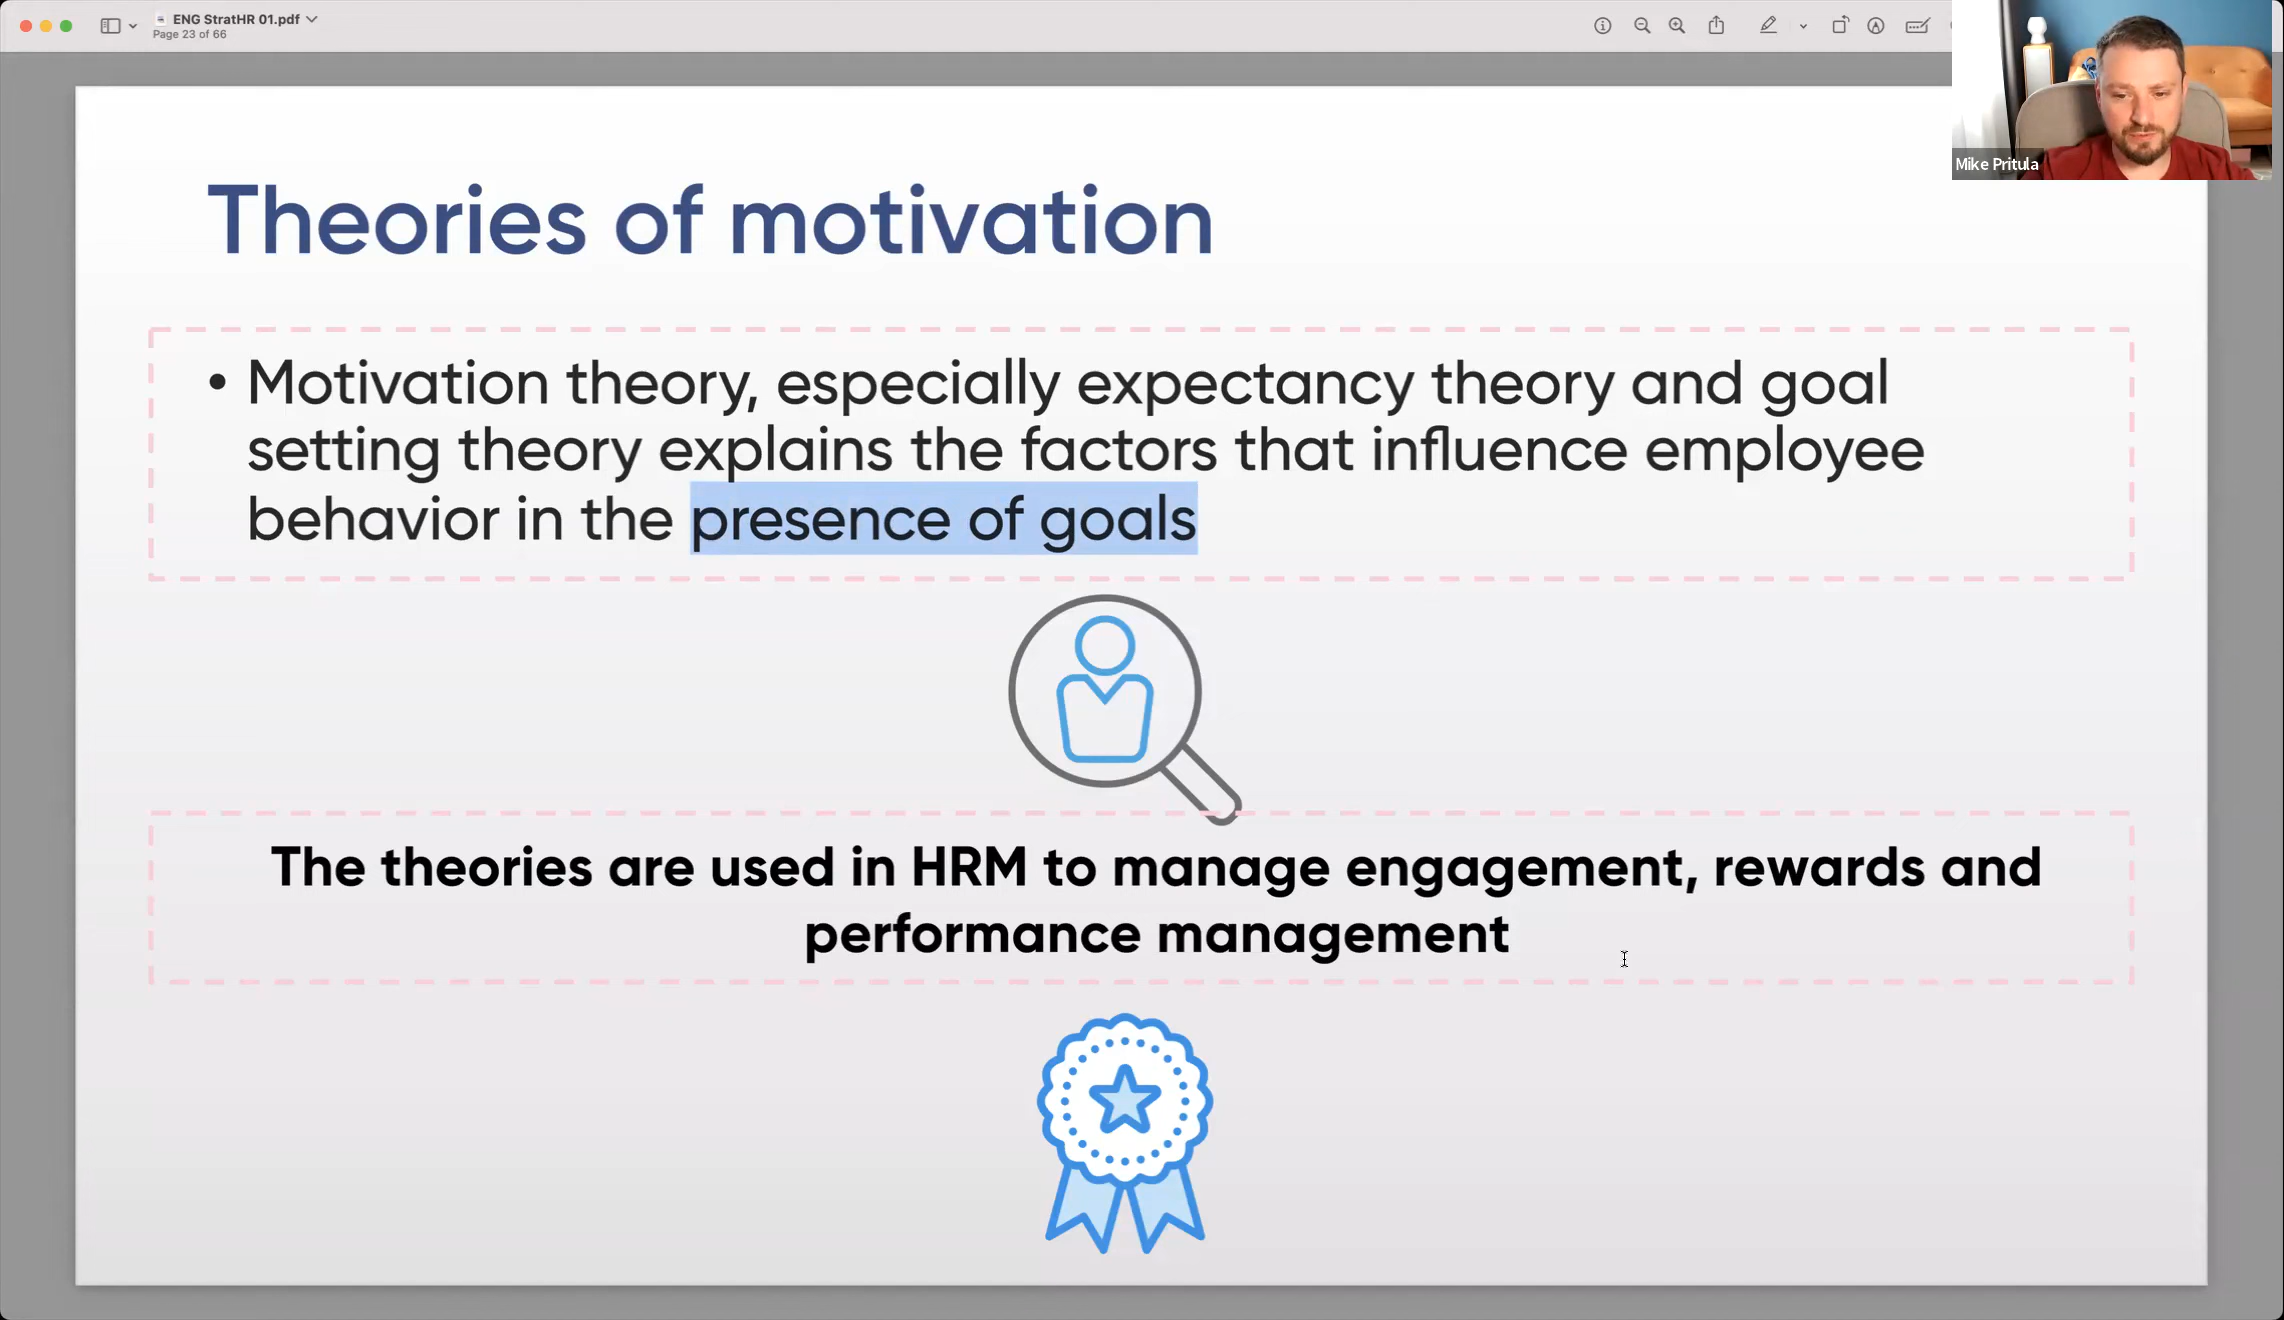 ENG StratHR 01.pdf
Page 23 of 66
Mike Pritula
Theories of motivation
• Motivation theory, especially expectancy theory and goal
setting theory explains the factors that influence employee
behavior in the presence of goals
The theories are used in HRM to manage engagement, rewards and
performance management